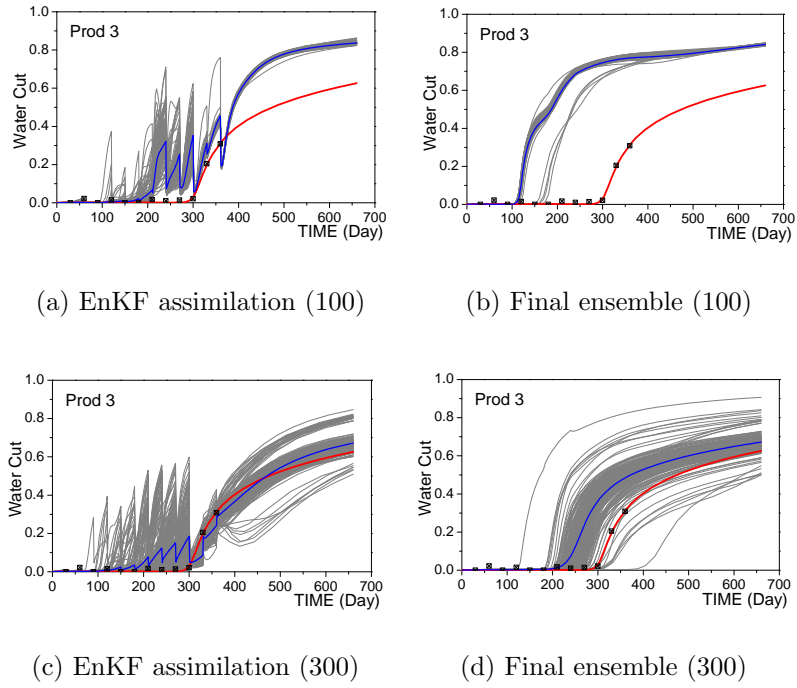 1.0
0.8
0.6
0.4
0.2
0.0
Water Cut
Prod 3
0 100 200 300 400 500 600 700
TIME (Day)
(a) EnKF assimilation (100)
1.0
0.8
0.6
0.4
0.2
0.0
Water Cut
Prod 3
0 100 200 300 400 500 600 700
TIME (Day)
(b) Final ensemble (100)
1.0
0.8
0.6
0.4
0.2
0.0
Water Cut
Prod 3
0 100 200 300 400 500 600 700
TIME (Day)
(c) EnKF assimilation (300)
1.0
0.8
0.6
0.4
0.2
0.0
Water Cut
Prod 3
0 100 200 300 400 500 600 700
TIME (Day)
(d) Final ensemble (300)